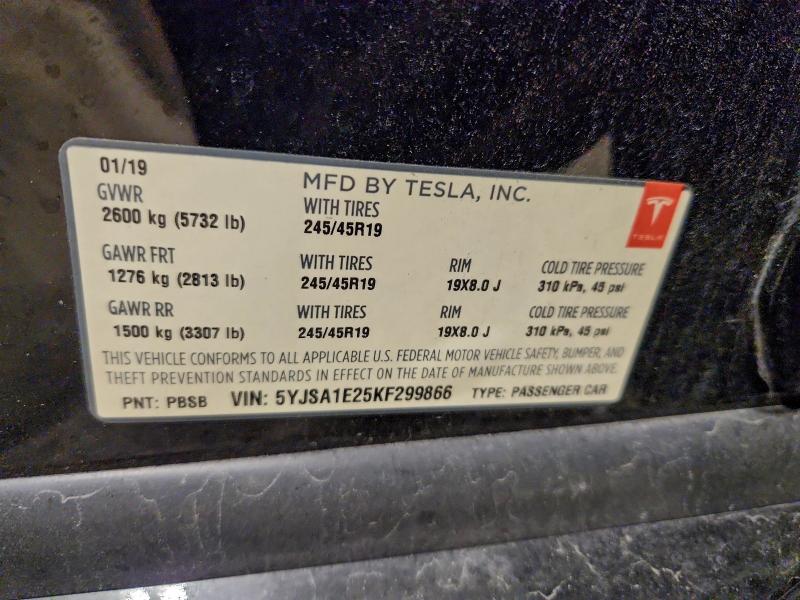 01/19
MFD BY TESLA, INC.
GVWR
2600 kg (5732 lb)
WITH TIRES
245/45R19
TESLA
GAWR FRT
1276 kg (2813 lb)
WITH TIRES
245/45R19
RIM
19X8.0 J
COLD TIRE PRESSURE
310 kPa, 45 psi
GAWR RR
1500 kg (3307 lb)
WITH TIRES
245/45R19
RIM
19X8.0 J
COLD TIRE PRESSURE
310 kPa, 45 psi
THIS VEHICLE CONFORMS TO ALL APPLICABLE U.S. FEDERAL MOTOR VEHICLE SAFETY, BUMPER, AND
THEFT PREVENTION STANDARDS IN EFFECT ON THE DATE OF MANUFACTURE SHOWN ABOVE.
PNT: PBSB VIN: 5YJSA1E25KF299866 TYPE: PASSENGER CAR